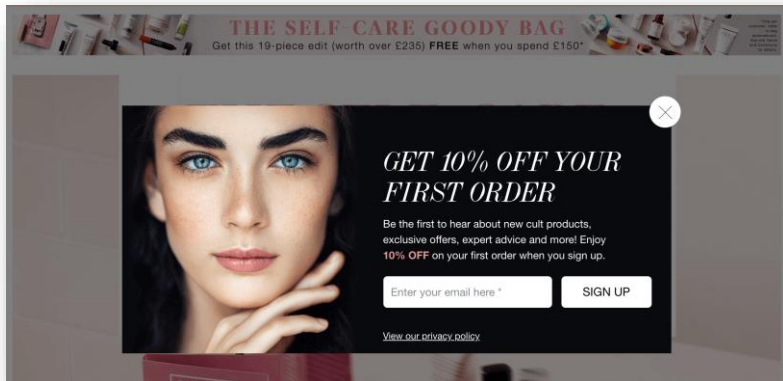 THE SELF-CARE GOODY BAG
Get this 19-piece edit (worth over £235) FREE when you spend £150*
GET 10% OFF YOUR
FIRST ORDER
Be the first to hear about new cult products,
exclusive offers, expert advice and more! Enjoy
10% OFF on your first order when you sign up.
Enter your email here *
SIGN UP
View our privacy policy